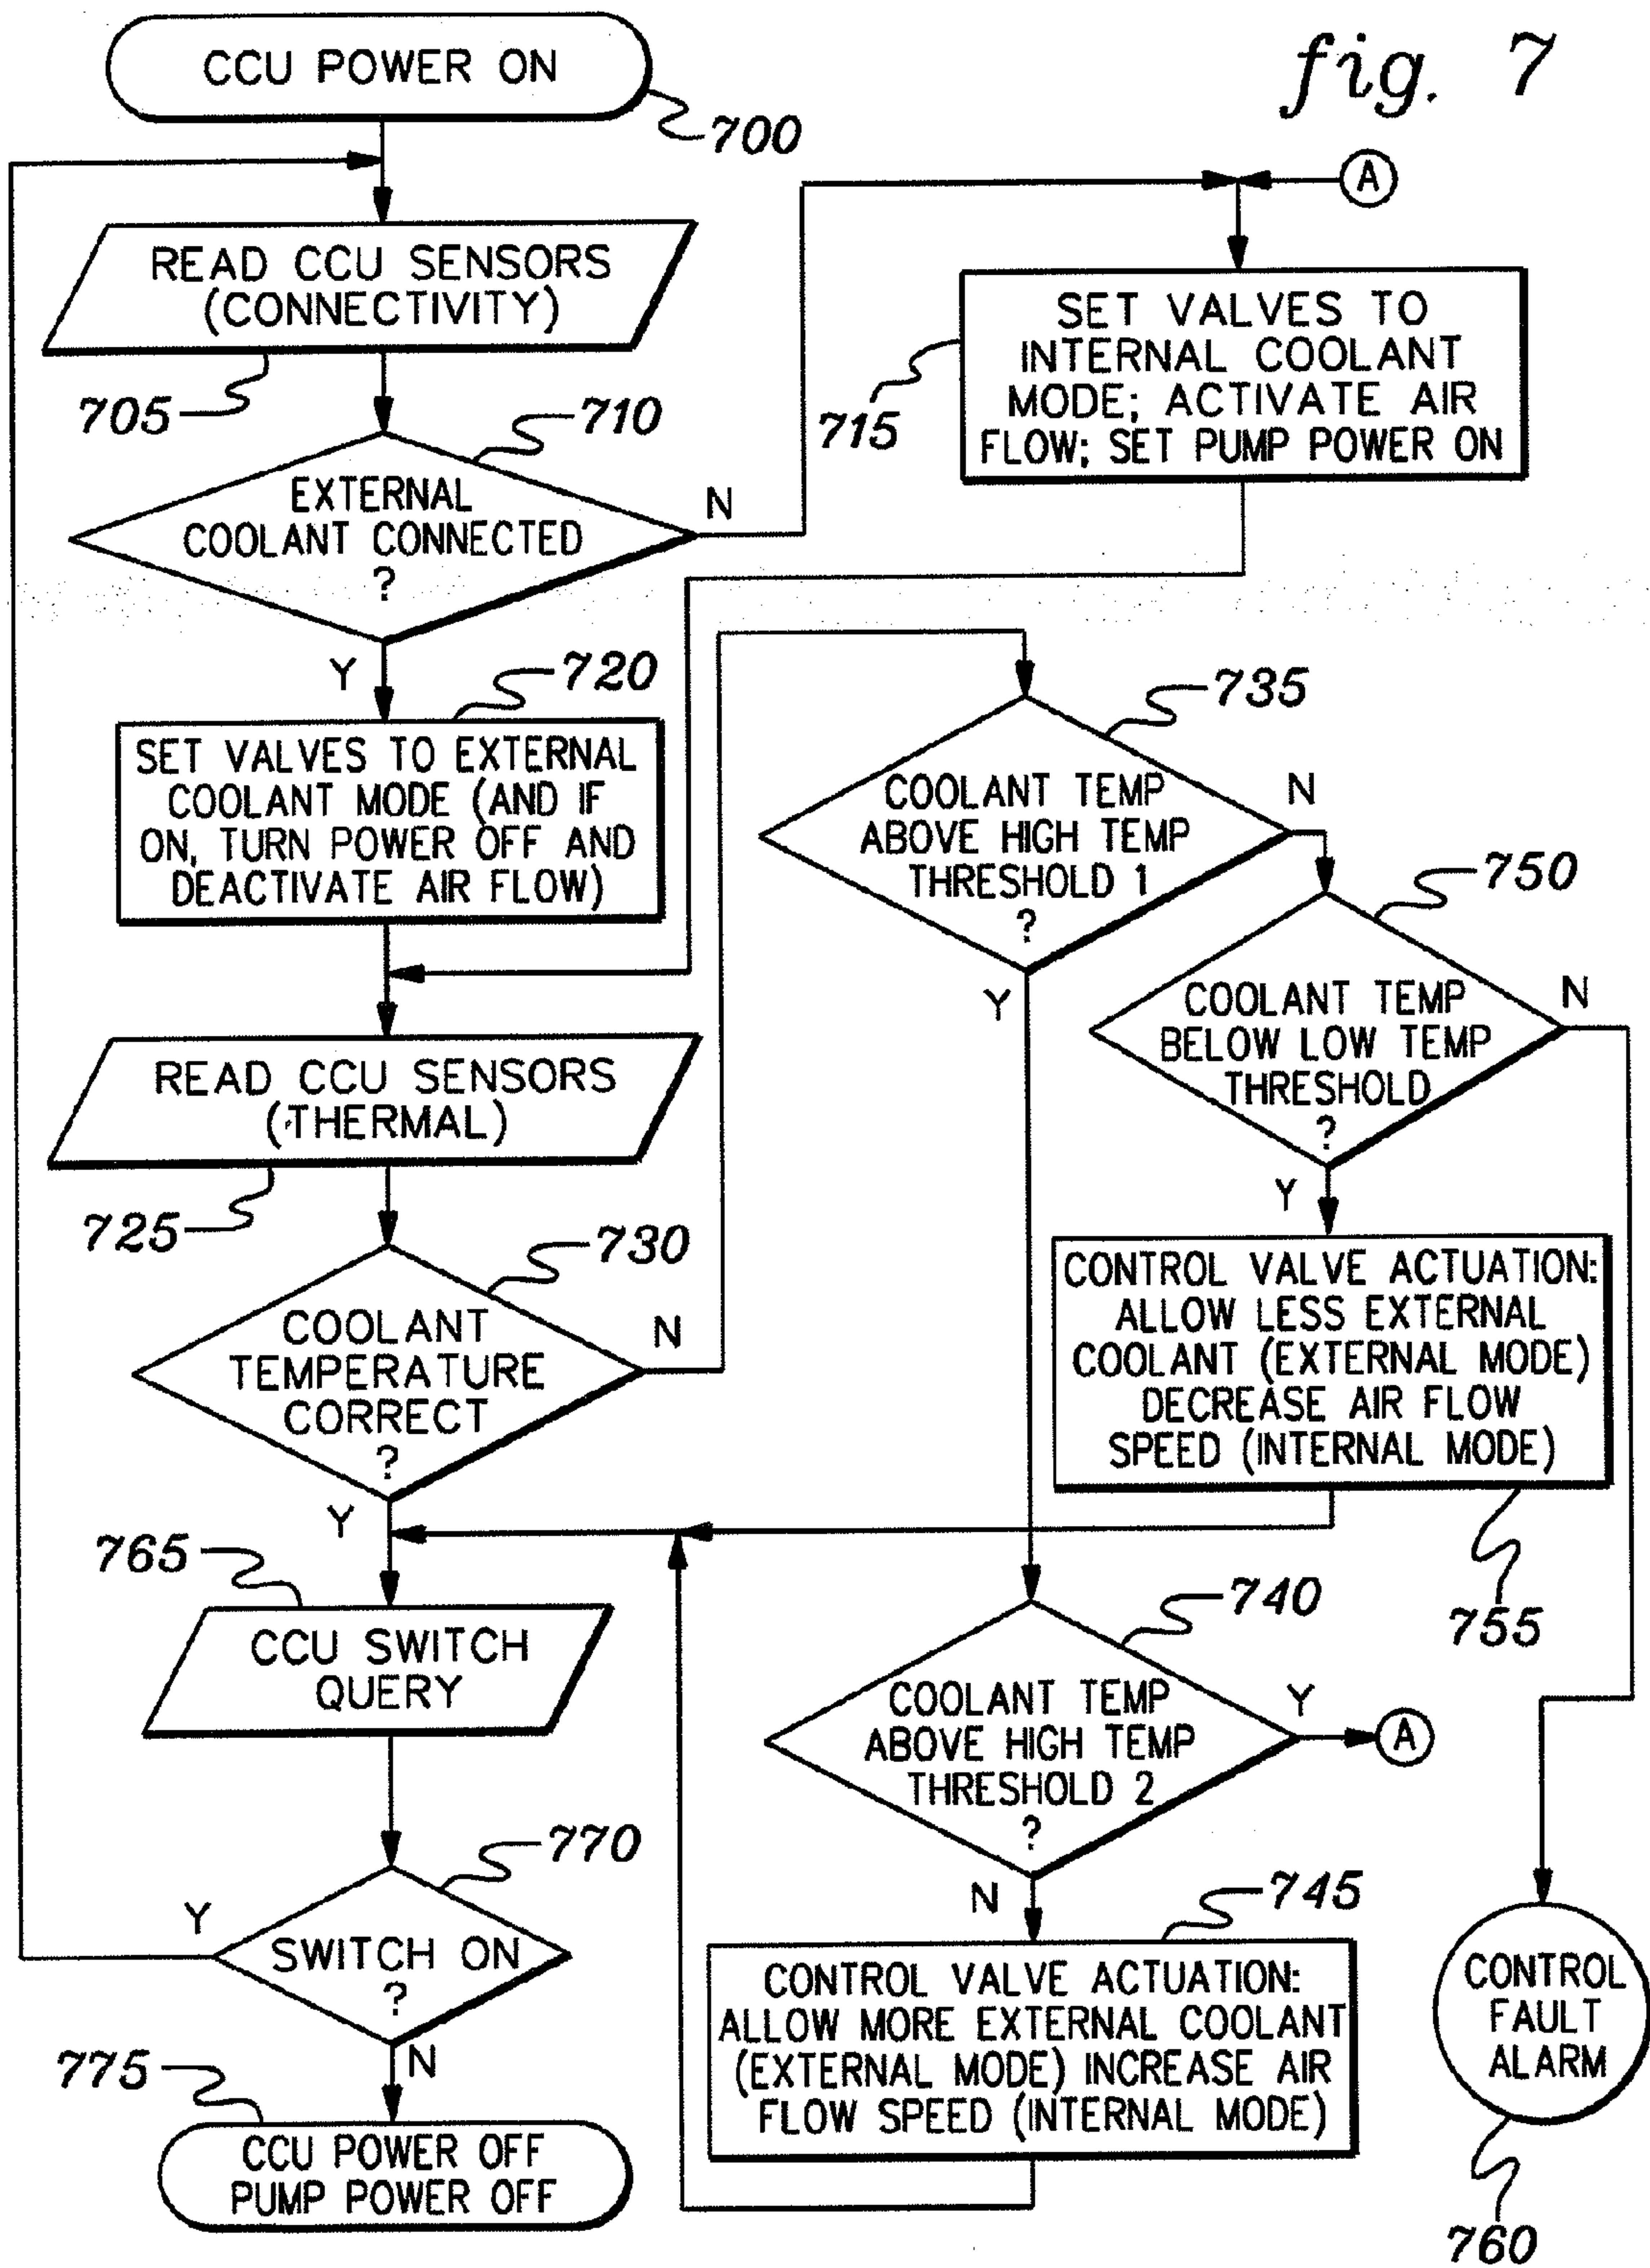 fig. 7
CCU POWER ON
700
A
READ CCU SENSORS
(CONNECTIVITY)
705
710
EXTERNAL
COOLANT CONNECTED
?
N
Y
SET VALVES TO
INTERNAL COOLANT
MODE; ACTIVATE AIR
FLOW; SET PUMP POWER ON
715
720
SET VALVES TO EXTERNAL
COOLANT MODE (AND IF
ON, TURN POWER OFF AND
DEACTIVATE AIR FLOW)
READ CCU SENSORS
(THERMAL)
725
730
COOLANT
TEMPERATURE
CORRECT
?
N
Y
735
COOLANT TEMP
ABOVE HIGH TEMP
THRESHOLD 1
?
N
Y
750
COOLANT TEMP
BELOW LOW TEMP
THRESHOLD
?
N
Y
CONTROL VALVE ACTUATION:
ALLOW LESS EXTERNAL
COOLANT (EXTERNAL MODE)
DECREASE AIR FLOW
SPEED (INTERNAL MODE)
755
765
CCU SWITCH
QUERY
740
COOLANT TEMP
ABOVE HIGH TEMP
THRESHOLD 2
?
Y
A
N
745
CONTROL VALVE ACTUATION:
ALLOW MORE EXTERNAL COOLANT
(EXTERNAL MODE) INCREASE AIR
FLOW SPEED (INTERNAL MODE)
770
Y
SWITCH ON
?
N
775
CCU POWER OFF
PUMP POWER OFF
CONTROL
FAULT
ALARM
760